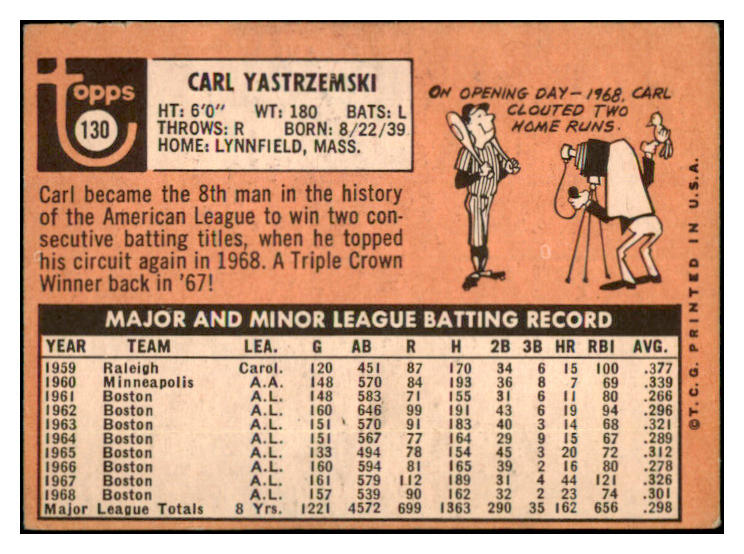 topps
130
CARL YASTRZEMSKI
HT: 6'0" WT: 180 BATS: L
THROWS: R BORN: 8/22/39
HOME: LYNNFIELD, MASS.
ON OPENING DAY—1968, CARL
CLOUTED TWO
HOME RUNS.
Carl became the 8th man in the history
of the American League to win two con-
secutive batting titles, when he topped
his circuit again in 1968. A Triple Crown
Winner back in '67!
MAJOR AND MINOR LEAGUE BATTING RECORD
YEAR TEAM LEA. G AB R H 2B 3B HR RBI AVG.
1959 Raleigh Carol. 120 451 87 170 34 6 15 100 .377
1960 Minneapolis A.A. 148 570 84 193 36 8 7 69 .339
1961 Boston A.L. 148 583 71 155 31 6 11 80 .266
1962 Boston A.L. 160 646 99 191 43 6 19 94 .296
1963 Boston A.L. 151 570 91 183 40 3 14 68 .321
1964 Boston A.L. 151 567 77 164 29 9 15 67 .289
1965 Boston A.L. 133 494 78 154 45 3 20 72 .312
1966 Boston A.L. 160 594 81 165 39 2 16 80 .278
1967 Boston A.L. 161 579 112 189 31 4 44 121 .326
1968 Boston A.L. 157 539 90 162 32 2 23 74 .301
Major League Totals 8 Yrs. 1221 4572 699 1363 290 35 162 656 .298
©T.C.G. PRINTED IN U.S.A.